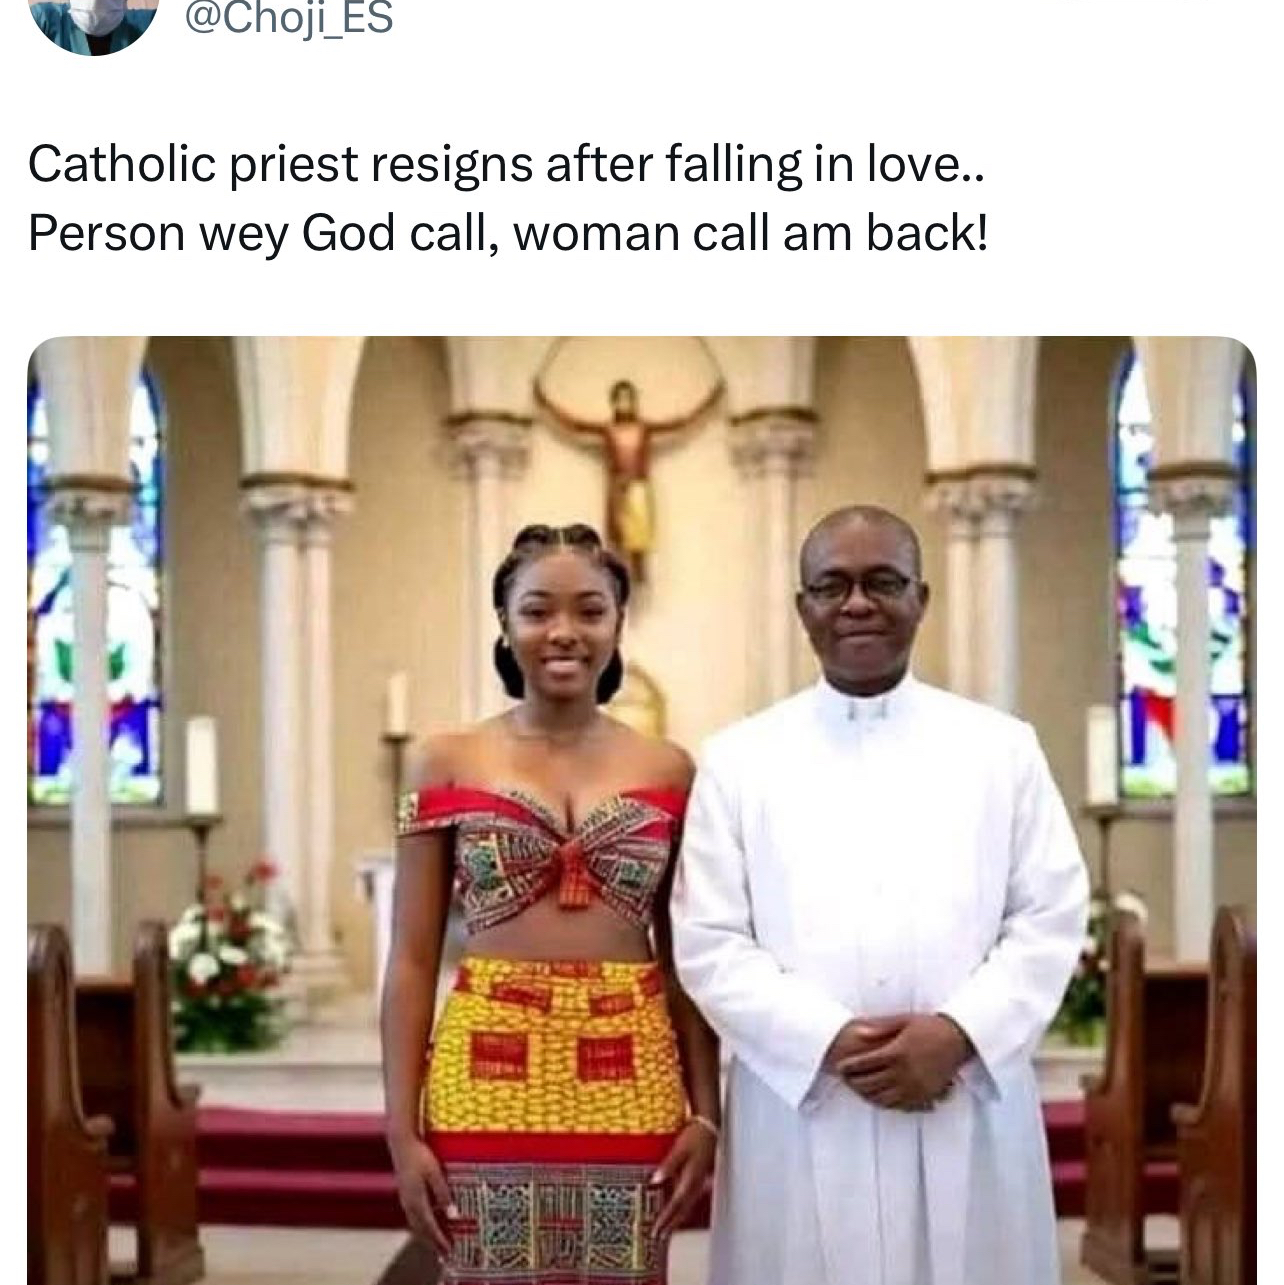 @Choji_ES
Catholic priest resigns after falling in love..
Person wey God call, woman call am back!